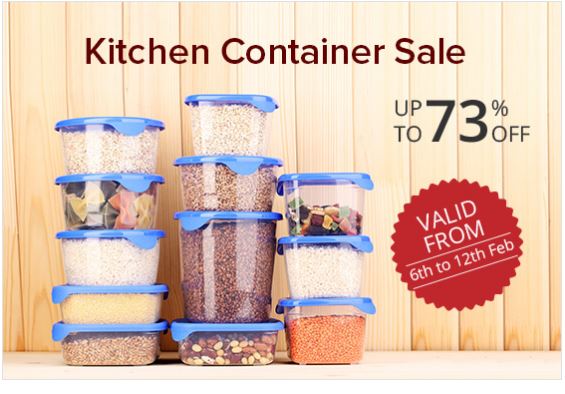 Kitchen Container Sale
UP TO 73% OFF
VALID
FROM
6th to 12th Feb